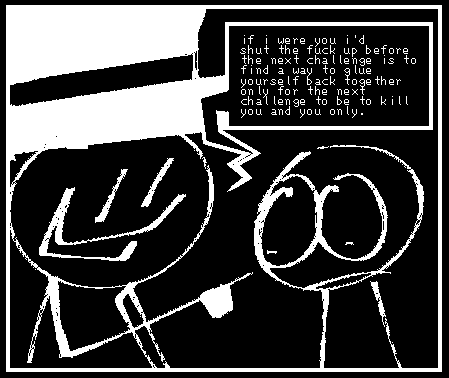 if i were you i'd
shut the fuck up before
the next challenge is to
find a way to glue
yourself back together
only for the next
challenge to be to kill
you and you only.